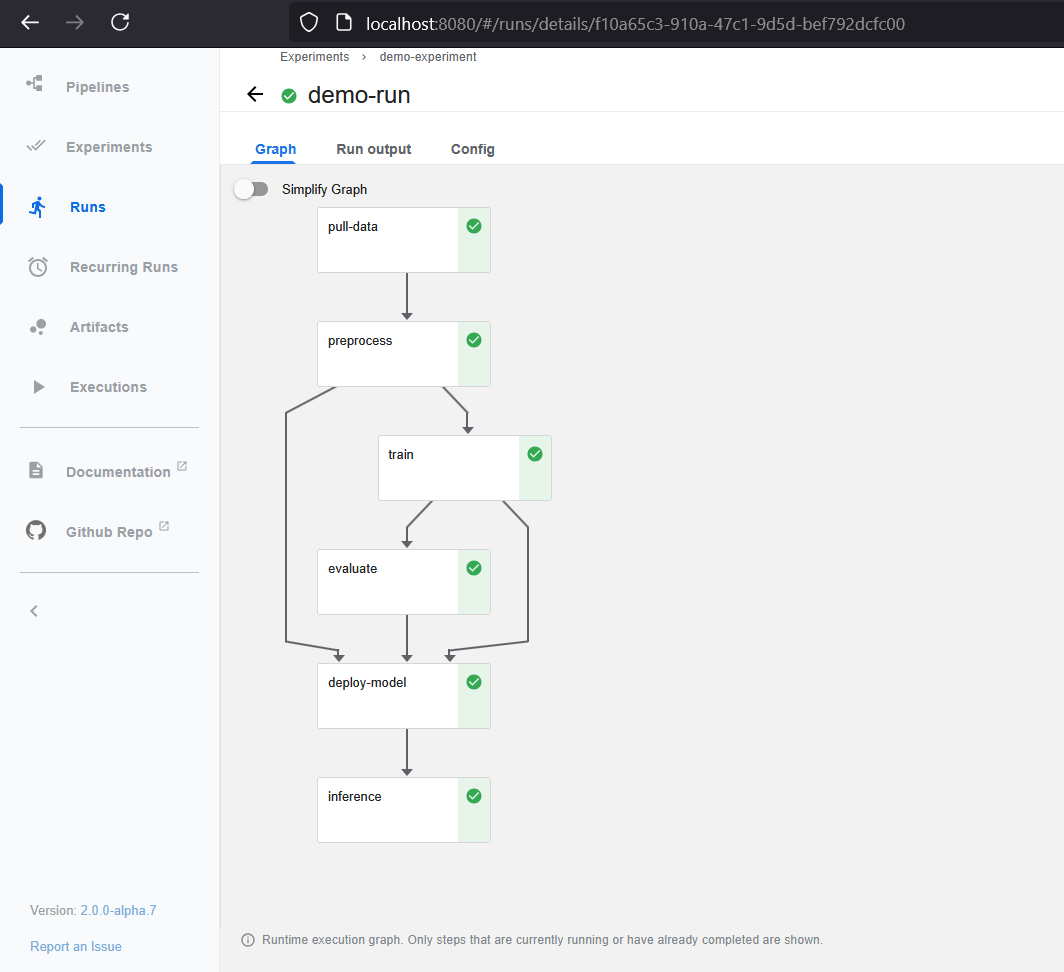 localhost:8080/#/runs/details/f10a65c3-910a-47c1-9d5d-bef792dcfc00
Experiments › demo-experiment
demo-run
Graph Run output Config
Simplify Graph
Pipelines
Experiments
Runs
Recurring Runs
Artifacts
Executions
Documentation
Github Repo
Version: 2.0.0-alpha.7
Report an Issue
pull-data
preprocess
train
evaluate
deploy-model
inference
Runtime execution graph. Only steps that are currently running or have already completed are shown.